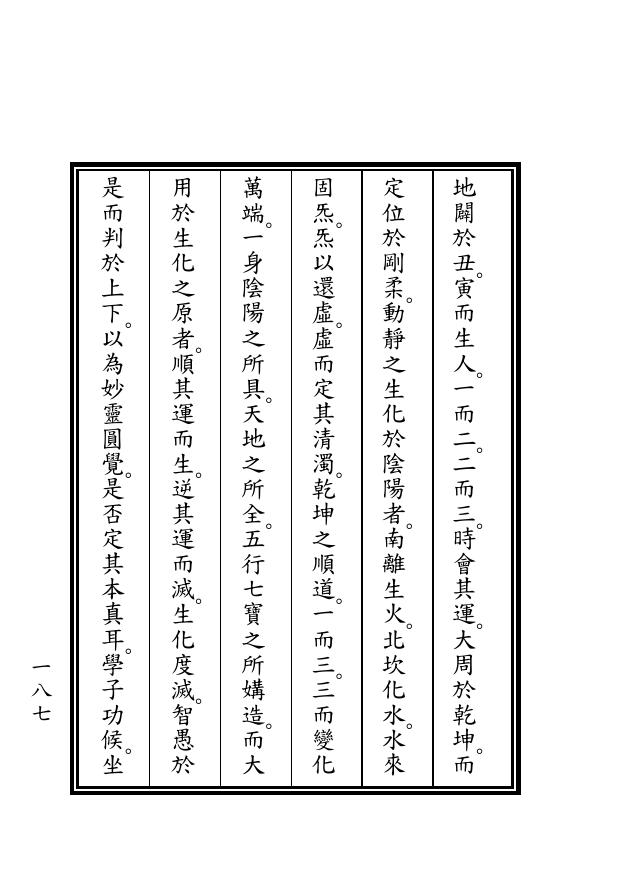 地闢於丑。寅而生人。一而二。二而三。時會其運。大周於乾坤。而
定位於剛柔。動靜之生化於陰陽者。南離生火。北坎化水。水來
固炁。炁以還虛。虛而定其清濁。乾坤之順道。一而三。三而變化
萬端。一身陰陽之所具。天地之所全。五行七寶之所媾造。而大
用於生化之原者。順其運而生。逆其運而滅。生化度滅。智愚於
是而判於上下。以為妙靈圓覺。是否定其本真耳。學子功候。坐
一八七